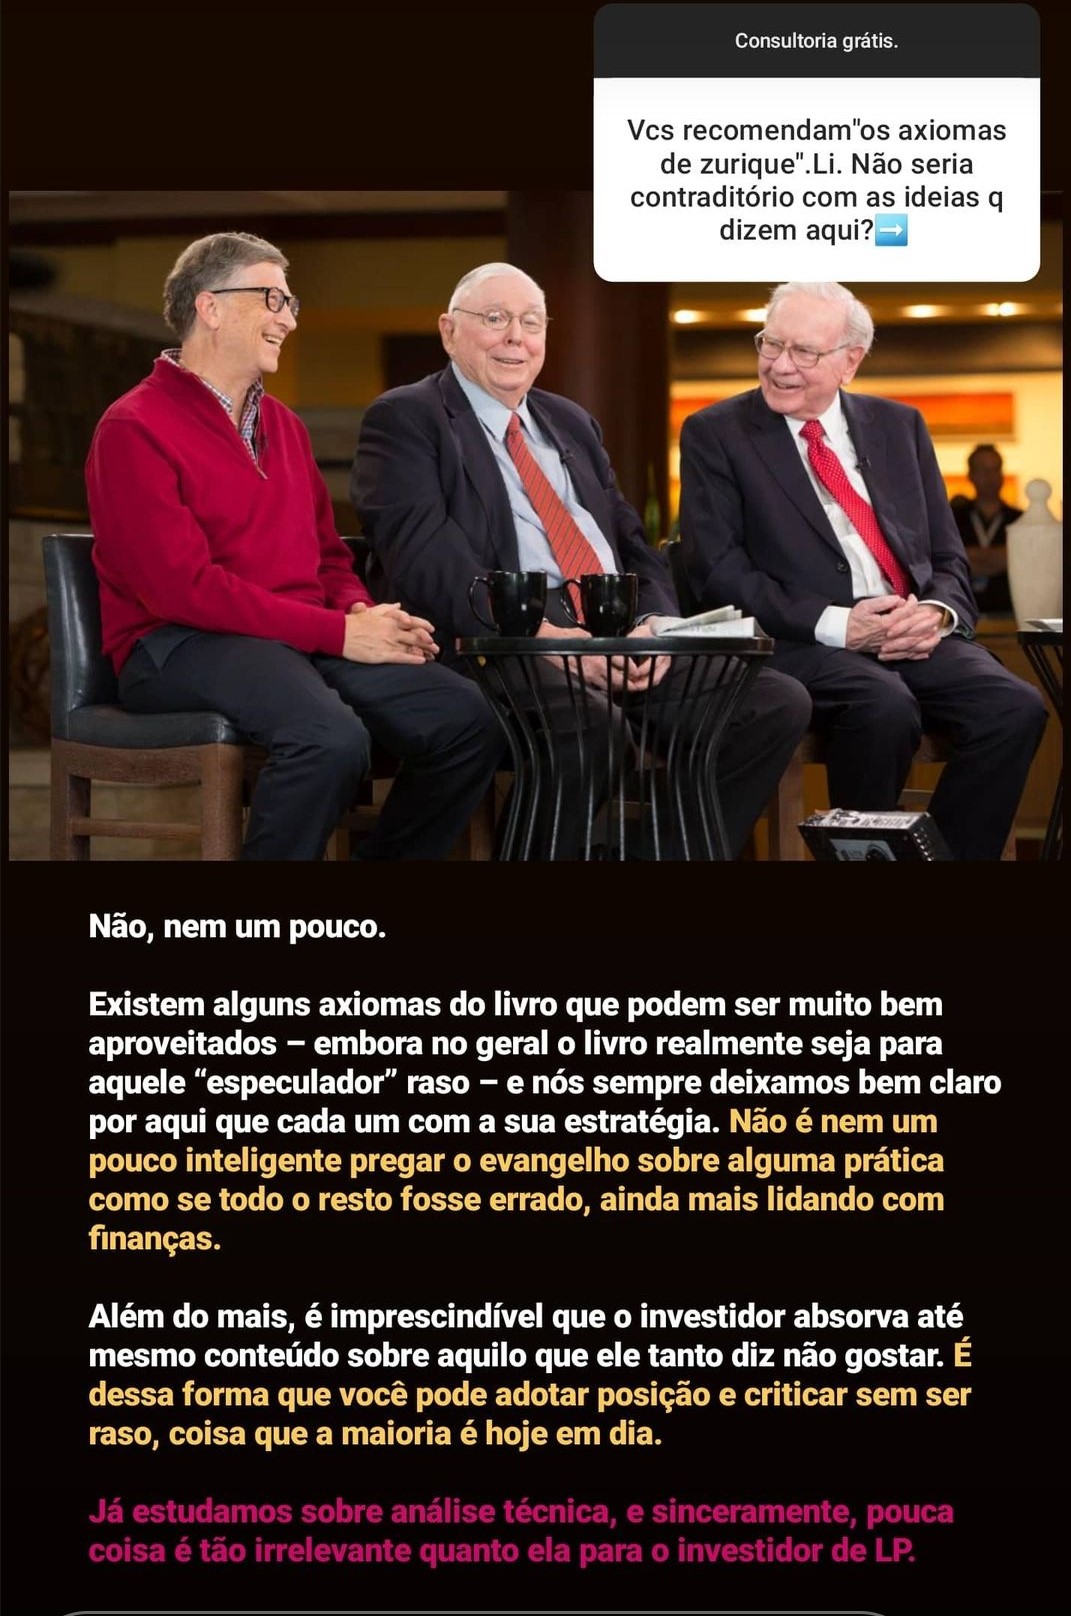 Consultoria grátis.
Vcs recomendam"os axiomas
de zurique".Li. Não seria
contraditório com as ideias q
dizem aqui?➡️
Não, nem um pouco.
Existem alguns axiomas do livro que podem ser muito bem
aproveitados – embora no geral o livro realmente seja para
aquele “especulador” raso – e nós sempre deixamos bem claro
por aqui que cada um com a sua estratégia. Não é nem um
pouco inteligente pregar o evangelho sobre alguma prática
como se todo o resto fosse errado, ainda mais lidando com
finanças.
Além do mais, é imprescindível que o investidor absorva até
mesmo conteúdo sobre aquilo que ele tanto diz não gostar. É
dessa forma que você pode adotar posição e criticar sem ser
raso, coisa que a maioria é hoje em dia.
Já estudamos sobre análise técnica, e sinceramente, pouca
coisa é tão irrelevante quanto ela para o investidor de LP.